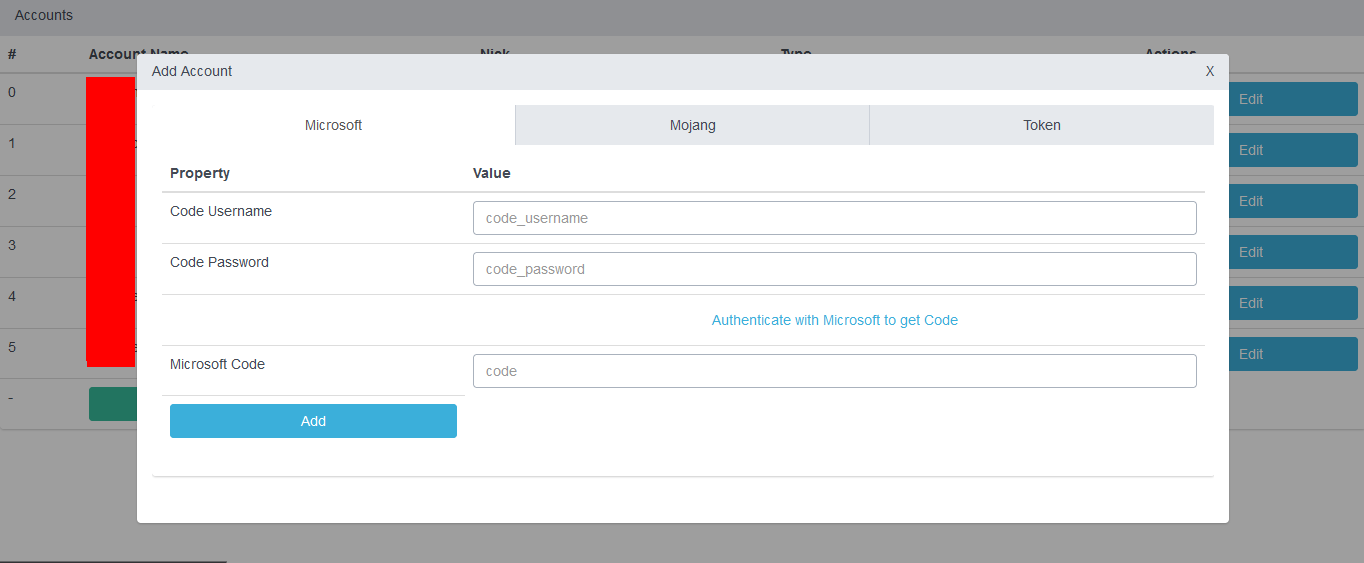 Accounts
# Account Name Nick Type Actions
Add Account X
Microsoft Mojang Token
Property Value
Code Username code_username
Code Password code_password
Authenticate with Microsoft to get Code
Microsoft Code code
Add
0 Edit
1 Edit
2 Edit
3 Edit
4 Edit
5 Edit
-